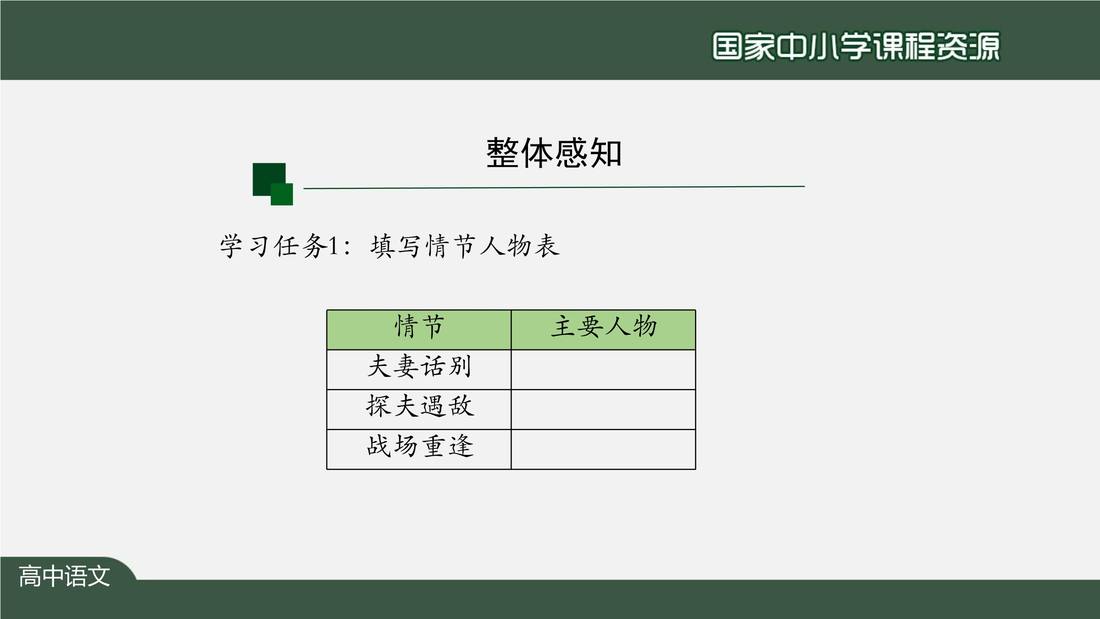 国家中小学课程资源
整体感知
学习任务1：填写情节人物表
情节 主要人物
夫妻话别
探夫遇敌
战场重逢
高中语文